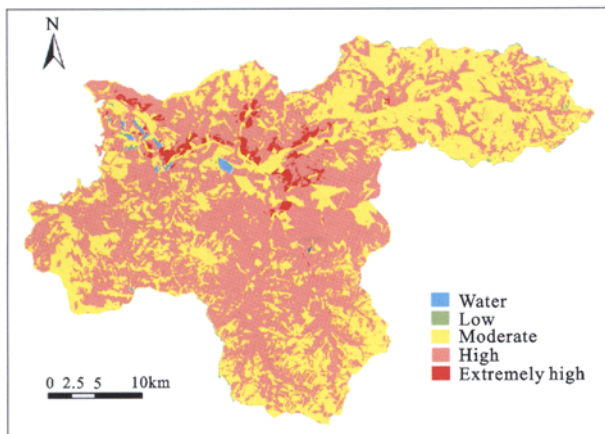 N
Water
Low
Moderate
High
Extremely high
0 2.5 5 10km